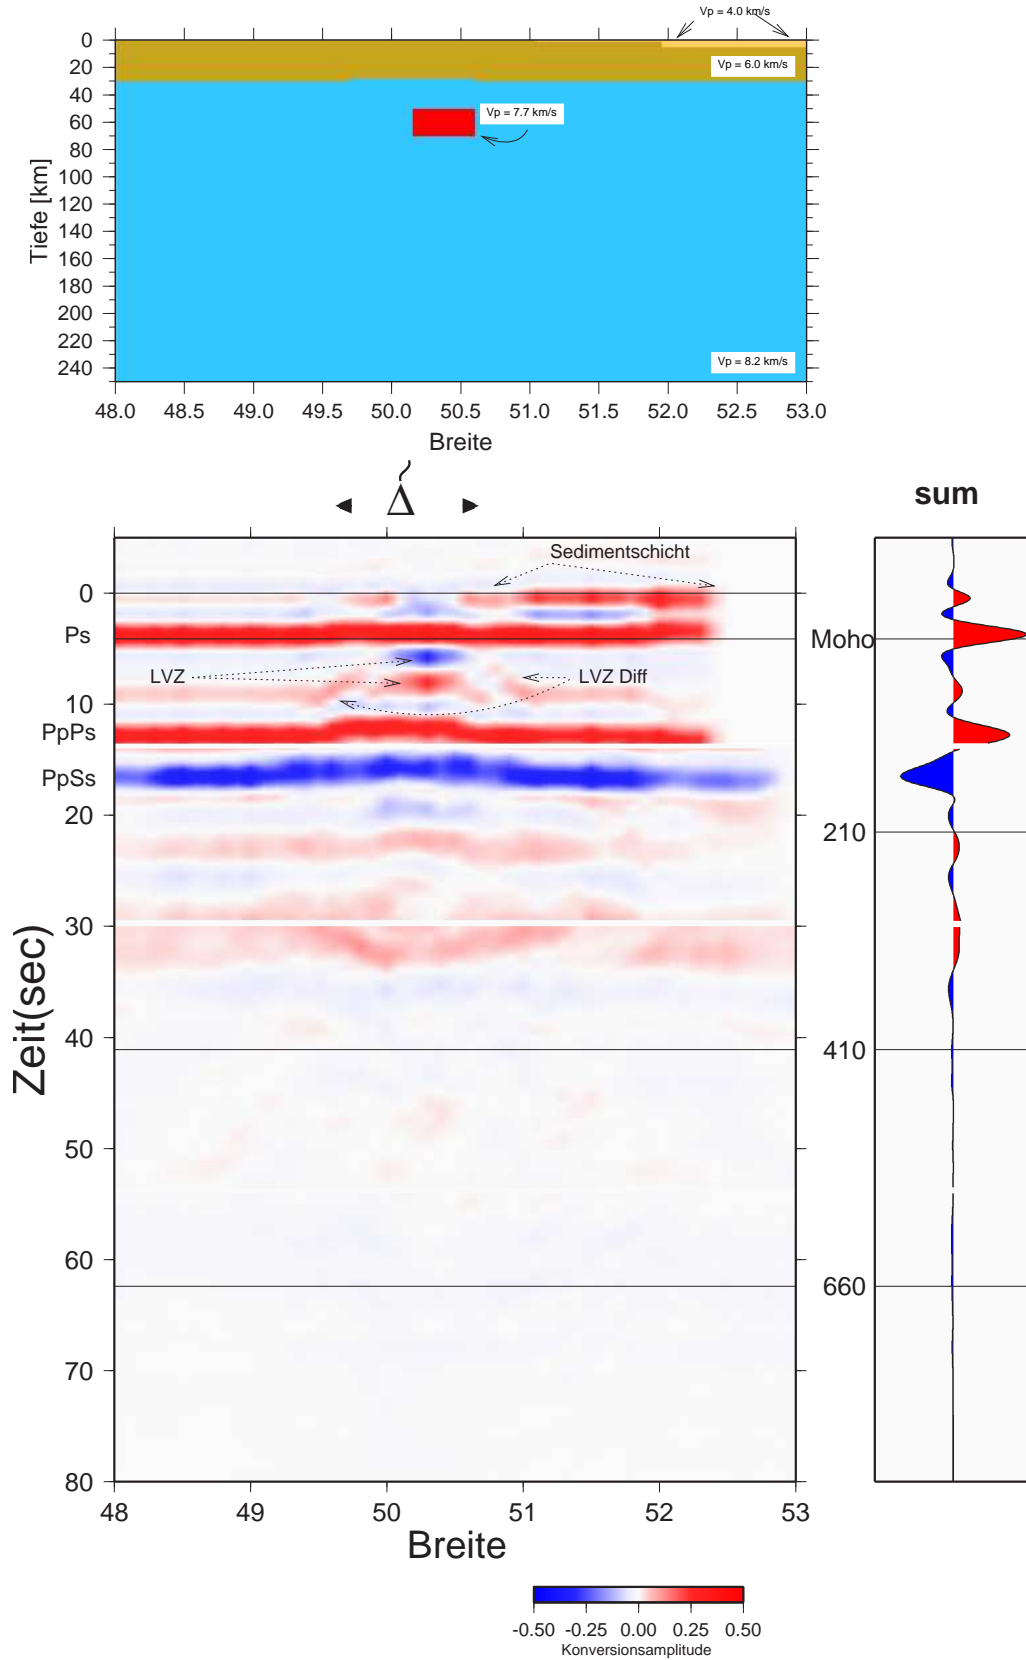 Vp = 4.0 km/s
0
20
40
60
80
100
120
140
160
180
200
220
240
Tiefe [km]
Vp = 6.0 km/s
Vp = 7.7 km/s
Vp = 8.2 km/s
48.0 48.5 49.0 49.5 50.0 50.5 51.0 51.5 52.0 52.5 53.0
Breite
Δ
sum
Sedimentschicht
0
Ps
Moho
LVZ
LVZ Diff
10
PpPs
PpSs
20
210
30
Zeit(sec)
40
410
50
60
660
70
80
48 49 50 51 52 53
Breite
-0.50 -0.25 0.00 0.25 0.50
Konversionsamplitude